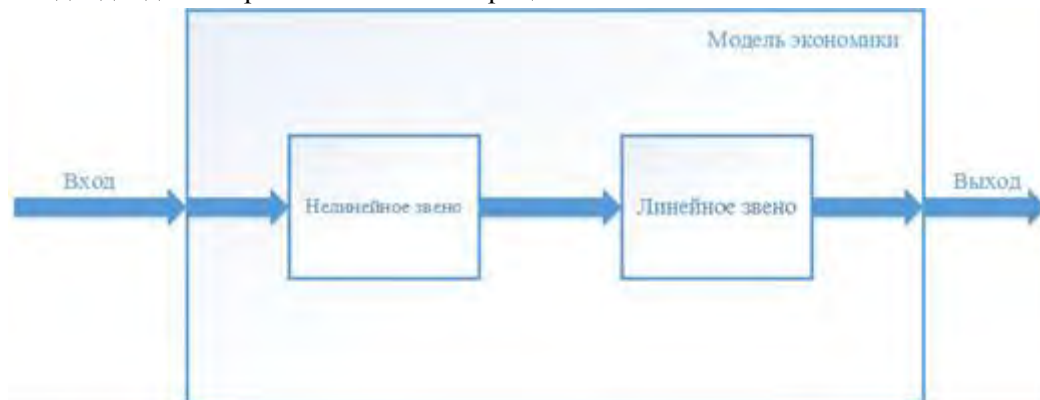 Модель экономики
Вход
Нелинейное звено
Линейное звено
Выход